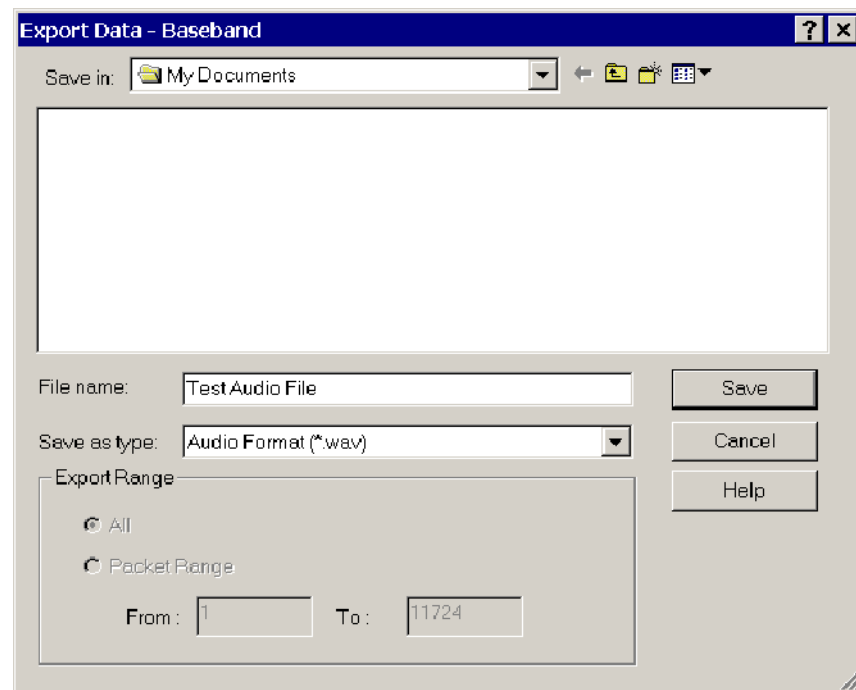 Export Data - Baseband
Save in: My Documents
File name: Test Audio File
Save
Save as type: Audio Format (*.wav)
Cancel
Export Range
Help
All
Packet Range
From : 1 To : 11724